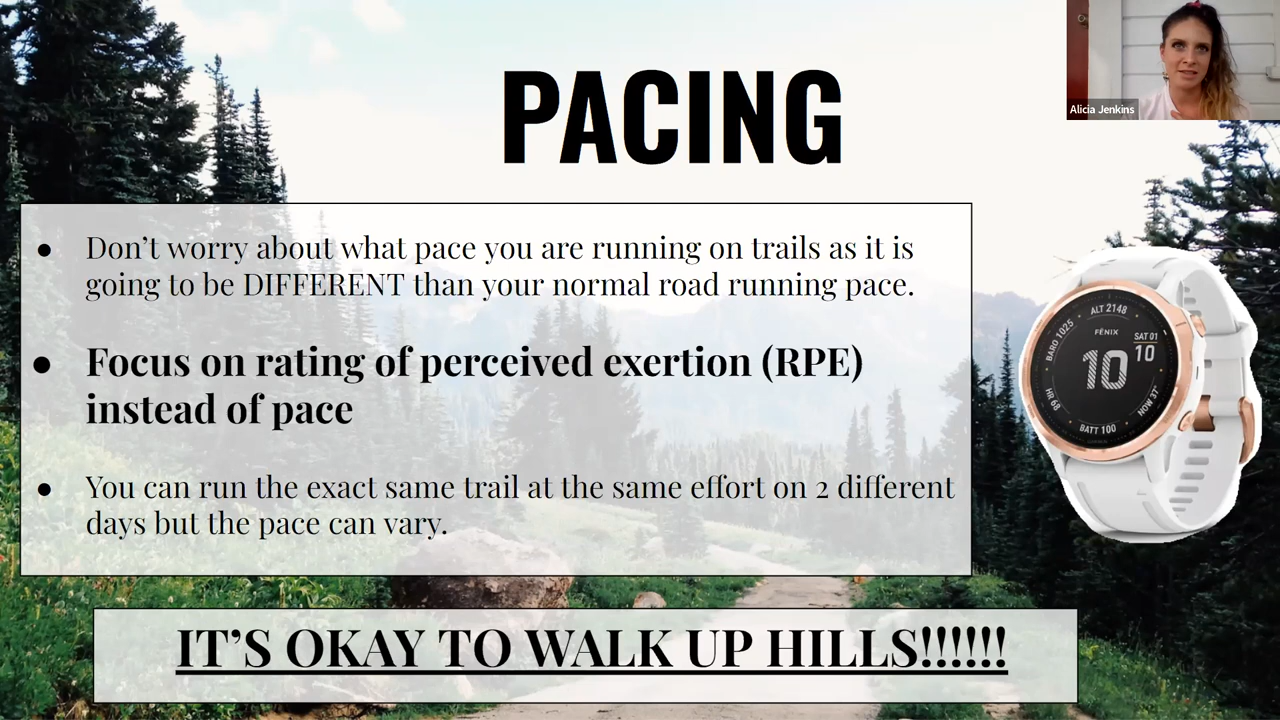 PACING
Alicia Jenkins
● Don’t worry about what pace you are running on trails as it is
going to be DIFFERENT than your normal road running pace.
● Focus on rating of perceived exertion (RPE)
instead of pace
● You can run the exact same trail at the same effort on 2 different
days but the pace can vary.
IT’S OKAY TO WALK UP HILLS!!!!!!
ALT 2148
BARO 1025
FĒNIX
SAT 01
10
10
HR 68
NOW 37°
BATT 100
GARMIN